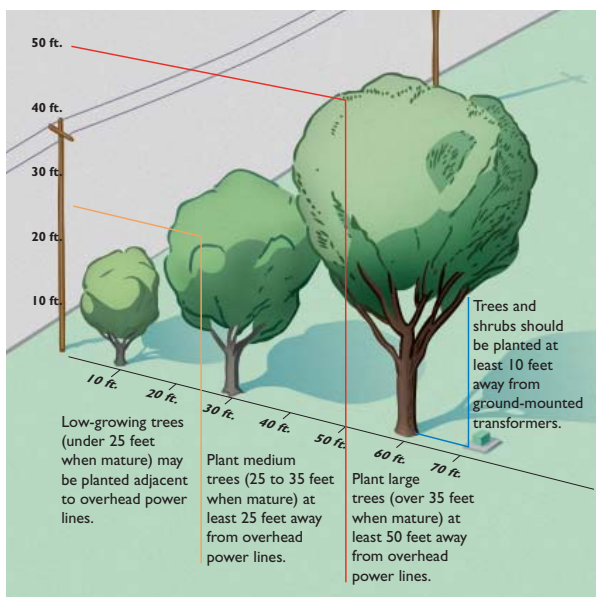 50 ft.
40 ft.
30 ft.
20 ft.
10 ft.
10 ft.
20 ft.
30 ft.
40 ft.
50 ft.
60 ft.
70 ft.
Low-growing trees
(under 25 feet
when mature) may
be planted adjacent
to overhead power
lines.
Plant medium
trees (25 to 35 feet
when mature) at
least 25 feet away
from overhead
power lines.
Plant large
trees (over 35 feet
when mature) at
least 50 feet away
from overhead
power lines.
Trees and
shrubs should
be planted at
least 10 feet
away from
ground-mounted
transformers.